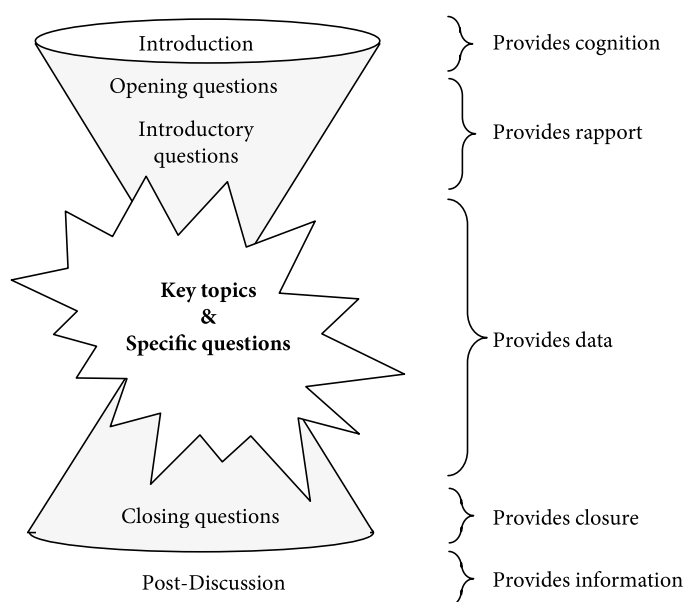 Introduction
Provides cognition
Opening questions
Introductory
questions
Provides rapport
Key topics
&
Specific questions
Provides data
Closing questions
Provides closure
Post-Discussion
Provides information